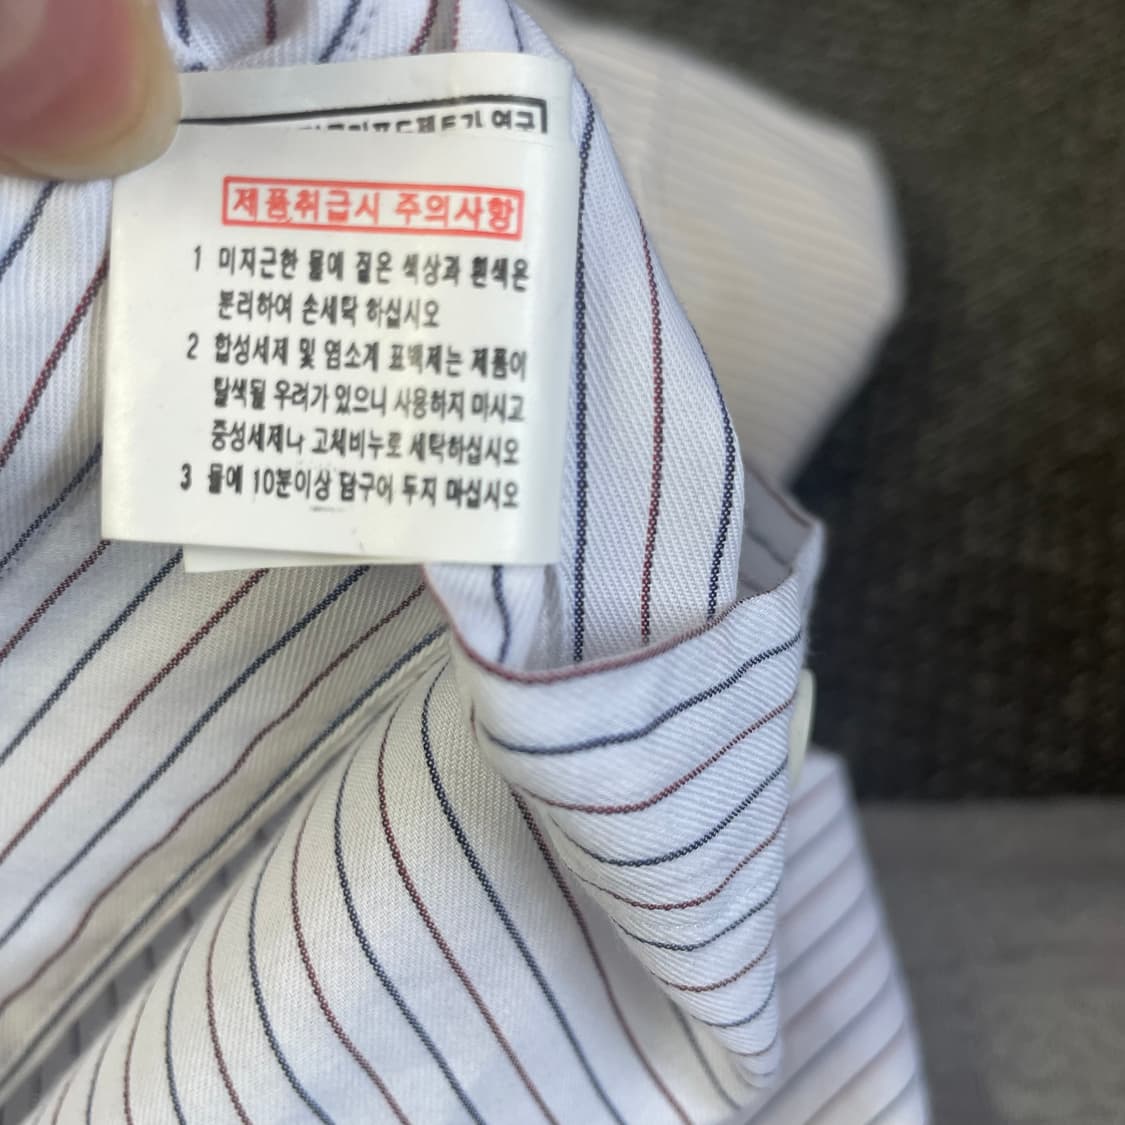 제품취급시 주의사항
1 미지근한 물에 짙은 색상과 흰색은
분리하여 손세탁 하십시오
2 합성세제 및 염소계 표백제는 제품이
탈색될 우려가 있으니 사용하지 마시고
중성세제나 고체비누로 세탁하십시오
3 물에 10분이상 담구어 두지 마십시오